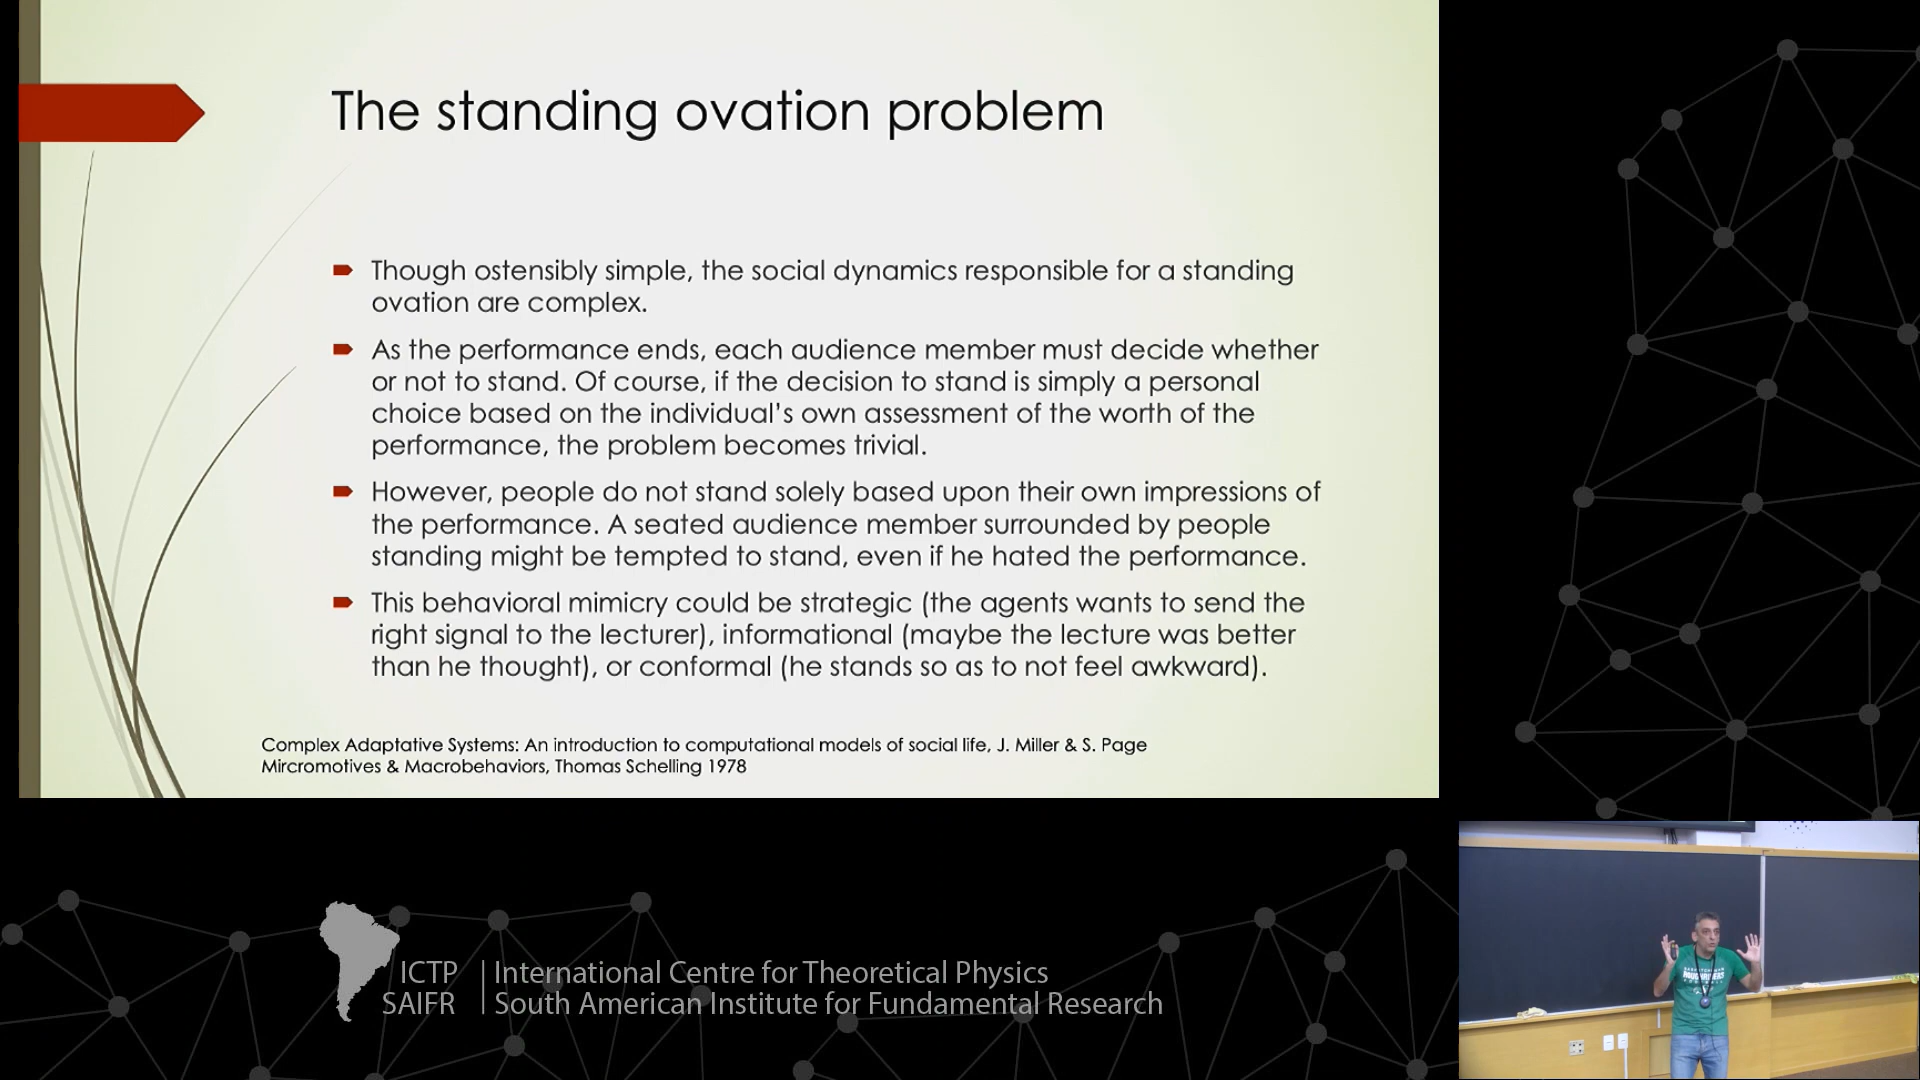 The standing ovation problem
Though ostensibly simple, the social dynamics responsible for a standing
ovation are complex.
As the performance ends, each audience member must decide whether
or not to stand. Of course, if the decision to stand is simply a personal
choice based on the individual's own assessment of the worth of the
performance, the problem becomes trivial.
However, people do not stand solely based upon their own impressions of
the performance. A seated audience member surrounded by people
standing might be tempted to stand, even if he hated the performance.
This behavioral mimicry could be strategic (the agents wants to send the
right signal to the lecturer), informational (maybe the lecture was better
than he thought), or conformal (he stands so as to not feel awkward).
Complex Adaptative Systems: An introduction to computational models of social life, J. Miller & S. Page
Mircromotives & Macrobehaviors, Thomas Schelling 1978
ICTP
SAIFR
International Centre for Theoretical Physics
South American Institute for Fundamental Research